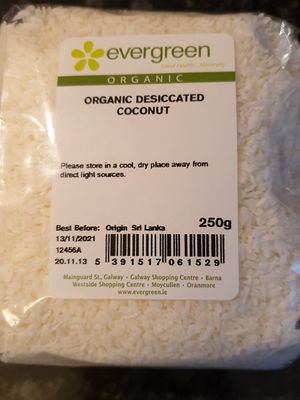 evergreen
Local Health...Naturally
ORGANIC
ORGANIC DESICCATED
COCONUT
Please store in a cool, dry place away from
direct light sources.
Best Before: Origin Sri Lanka 250g
13/11/2021
12456A
20.11.13 5 391517 061529
Mainguard St., Galway • Galway Shopping Centre • Barna
Westside Shopping Centre • Moycullen • Oranmore
www.evergreen.ie